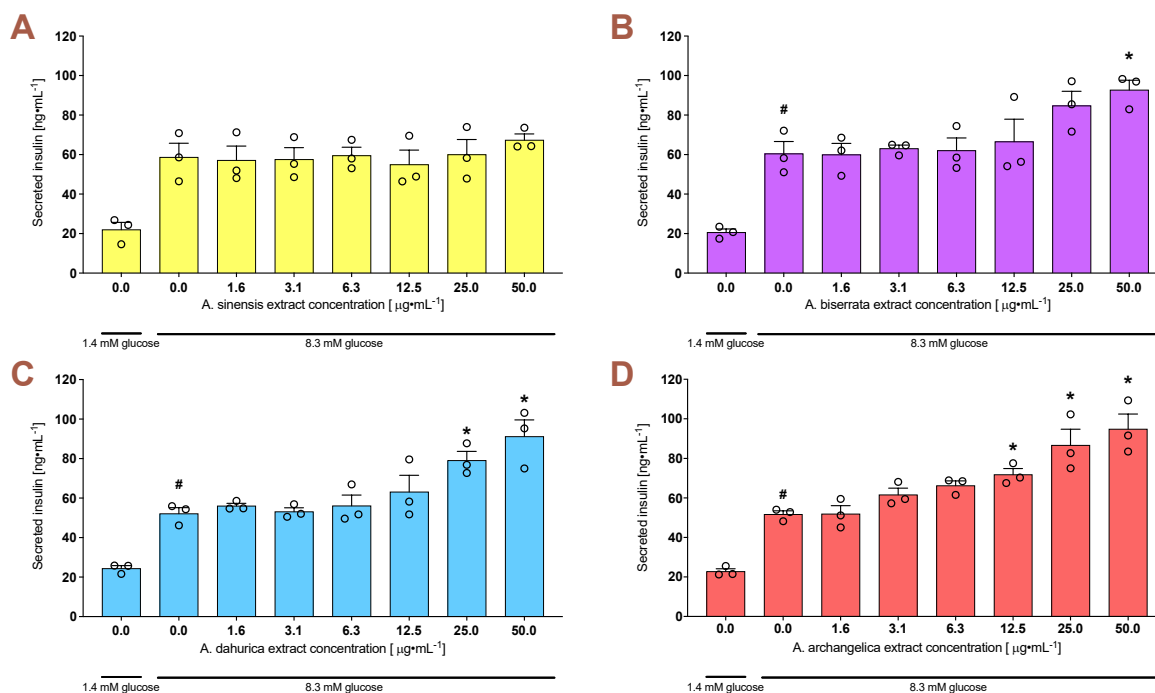 A
Secreted insulin [ng•mL-1]
120
100
80
60
40
20
0
0.0 0.0 1.6 3.1 6.3 12.5 25.0 50.0
A. sinensis extract concentration [ µg•mL-1]
1.4 mM glucose 8.3 mM glucose
B
Secreted insulin [ng•mL-1]
120
100
80
60
40
20
0
#
*
0.0 0.0 1.6 3.1 6.3 12.5 25.0 50.0
A. biserrata extract concentration [ µg•mL-1]
1.4 mM glucose 8.3 mM glucose
C
Secreted insulin [ng•mL-1]
120
100
80
60
40
20
0
#
*
*
0.0 0.0 1.6 3.1 6.3 12.5 25.0 50.0
A. dahurica extract concentration [ µg•mL-1]
1.4 mM glucose 8.3 mM glucose
D
Secreted insulin [ng•mL-1]
120
100
80
60
40
20
0
#
*
*
*
0.0 0.0 1.6 3.1 6.3 12.5 25.0 50.0
A. archangelica extract concentration [ µg•mL-1]
1.4 mM glucose 8.3 mM glucose